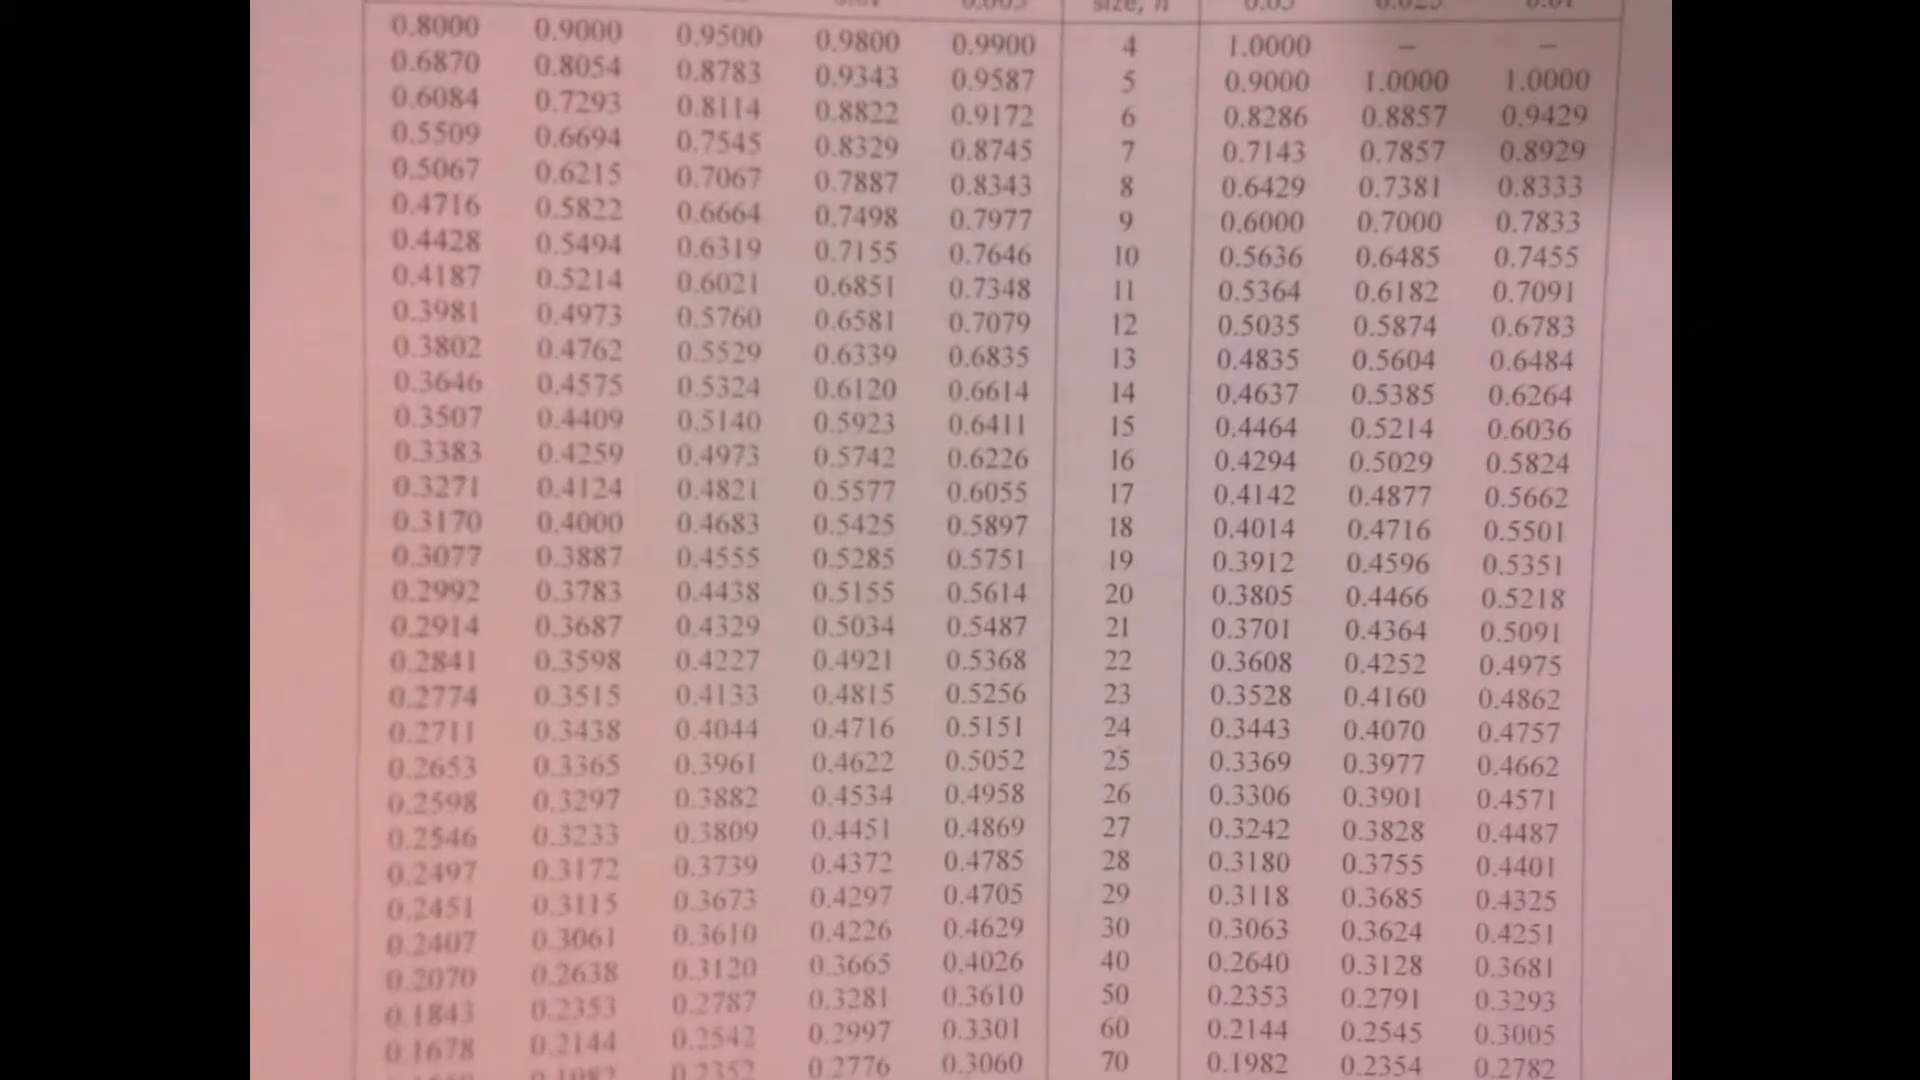 size, n 0.05 0.025 0.01
0.8000 0.9000 0.9500 0.9800 0.9900 4 1.0000 – –
0.6870 0.8054 0.8783 0.9343 0.9587 5 0.9000 1.0000 1.0000
0.6084 0.7293 0.8114 0.8822 0.9172 6 0.8286 0.8857 0.9429
0.5509 0.6694 0.7545 0.8329 0.8745 7 0.7143 0.7857 0.8929
0.5067 0.6215 0.7067 0.7887 0.8343 8 0.6429 0.7381 0.8333
0.4716 0.5822 0.6664 0.7498 0.7977 9 0.6000 0.7000 0.7833
0.4428 0.5494 0.6319 0.7155 0.7646 10 0.5636 0.6485 0.7455
0.4187 0.5214 0.6021 0.6851 0.7348 11 0.5364 0.6182 0.7091
0.3981 0.4973 0.5760 0.6581 0.7079 12 0.5035 0.5874 0.6783
0.3802 0.4762 0.5529 0.6339 0.6835 13 0.4835 0.5604 0.6484
0.3646 0.4575 0.5324 0.6120 0.6614 14 0.4637 0.5385 0.6264
0.3507 0.4409 0.5140 0.5923 0.6411 15 0.4464 0.5214 0.6036
0.3383 0.4259 0.4973 0.5742 0.6226 16 0.4294 0.5029 0.5824
0.3271 0.4124 0.4821 0.5577 0.6055 17 0.4142 0.4877 0.5662
0.3170 0.4000 0.4683 0.5425 0.5897 18 0.4014 0.4716 0.5501
0.3077 0.3887 0.4555 0.5285 0.5751 19 0.3912 0.4596 0.5351
0.2992 0.3783 0.4438 0.5155 0.5614 20 0.3805 0.4466 0.5218
0.2914 0.3687 0.4329 0.5034 0.5487 21 0.3701 0.4364 0.5091
0.2841 0.3598 0.4227 0.4921 0.5368 22 0.3608 0.4252 0.4975
0.2774 0.3515 0.4133 0.4815 0.5256 23 0.3528 0.4160 0.4862
0.2711 0.3438 0.4044 0.4716 0.5151 24 0.3443 0.4070 0.4757
0.2653 0.3365 0.3961 0.4622 0.5052 25 0.3369 0.3977 0.4662
0.2598 0.3297 0.3882 0.4534 0.4958 26 0.3306 0.3901 0.4571
0.2546 0.3233 0.3809 0.4451 0.4869 27 0.3242 0.3828 0.4487
0.2497 0.3172 0.3739 0.4372 0.4785 28 0.3180 0.3755 0.4401
0.2451 0.3115 0.3673 0.4297 0.4705 29 0.3118 0.3685 0.4325
0.2407 0.3061 0.3610 0.4226 0.4629 30 0.3063 0.3624 0.4251
0.2070 0.2638 0.3120 0.3665 0.4026 40 0.2640 0.3128 0.3681
0.1843 0.2353 0.2787 0.3281 0.3610 50 0.2353 0.2791 0.3293
0.1678 0.2144 0.2542 0.2997 0.3301 60 0.2144 0.2545 0.3005
0.1982 0.2352 0.2776 0.3060 70 0.1982 0.2354 0.2782